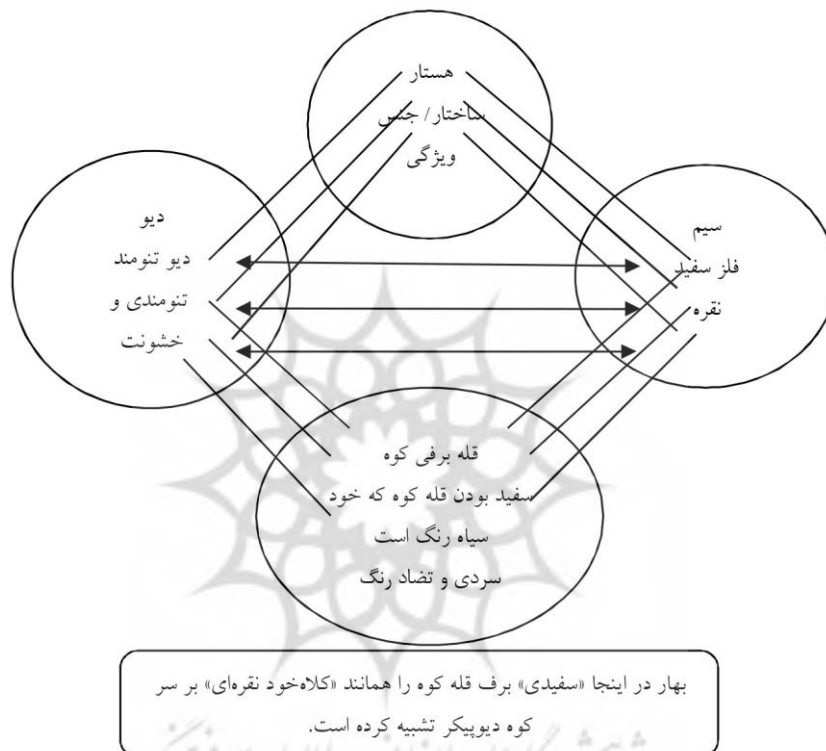 هستار
ساختار/ جنس
ویژگی
دیو
دیو تنومند
تنومندی و
خشونت
سیم
فلز سفید
نقره
قله برفی کوه
سفید بودن قله کوه که خود
سیاه رنگ است
سردی و تضاد رنگ
بهار در اینجا «سفیدی» برف قله کوه را همانند «کلاه‌خود نقره‌ای» بر سر
کوه دیوپیکر تشبیه کرده است.